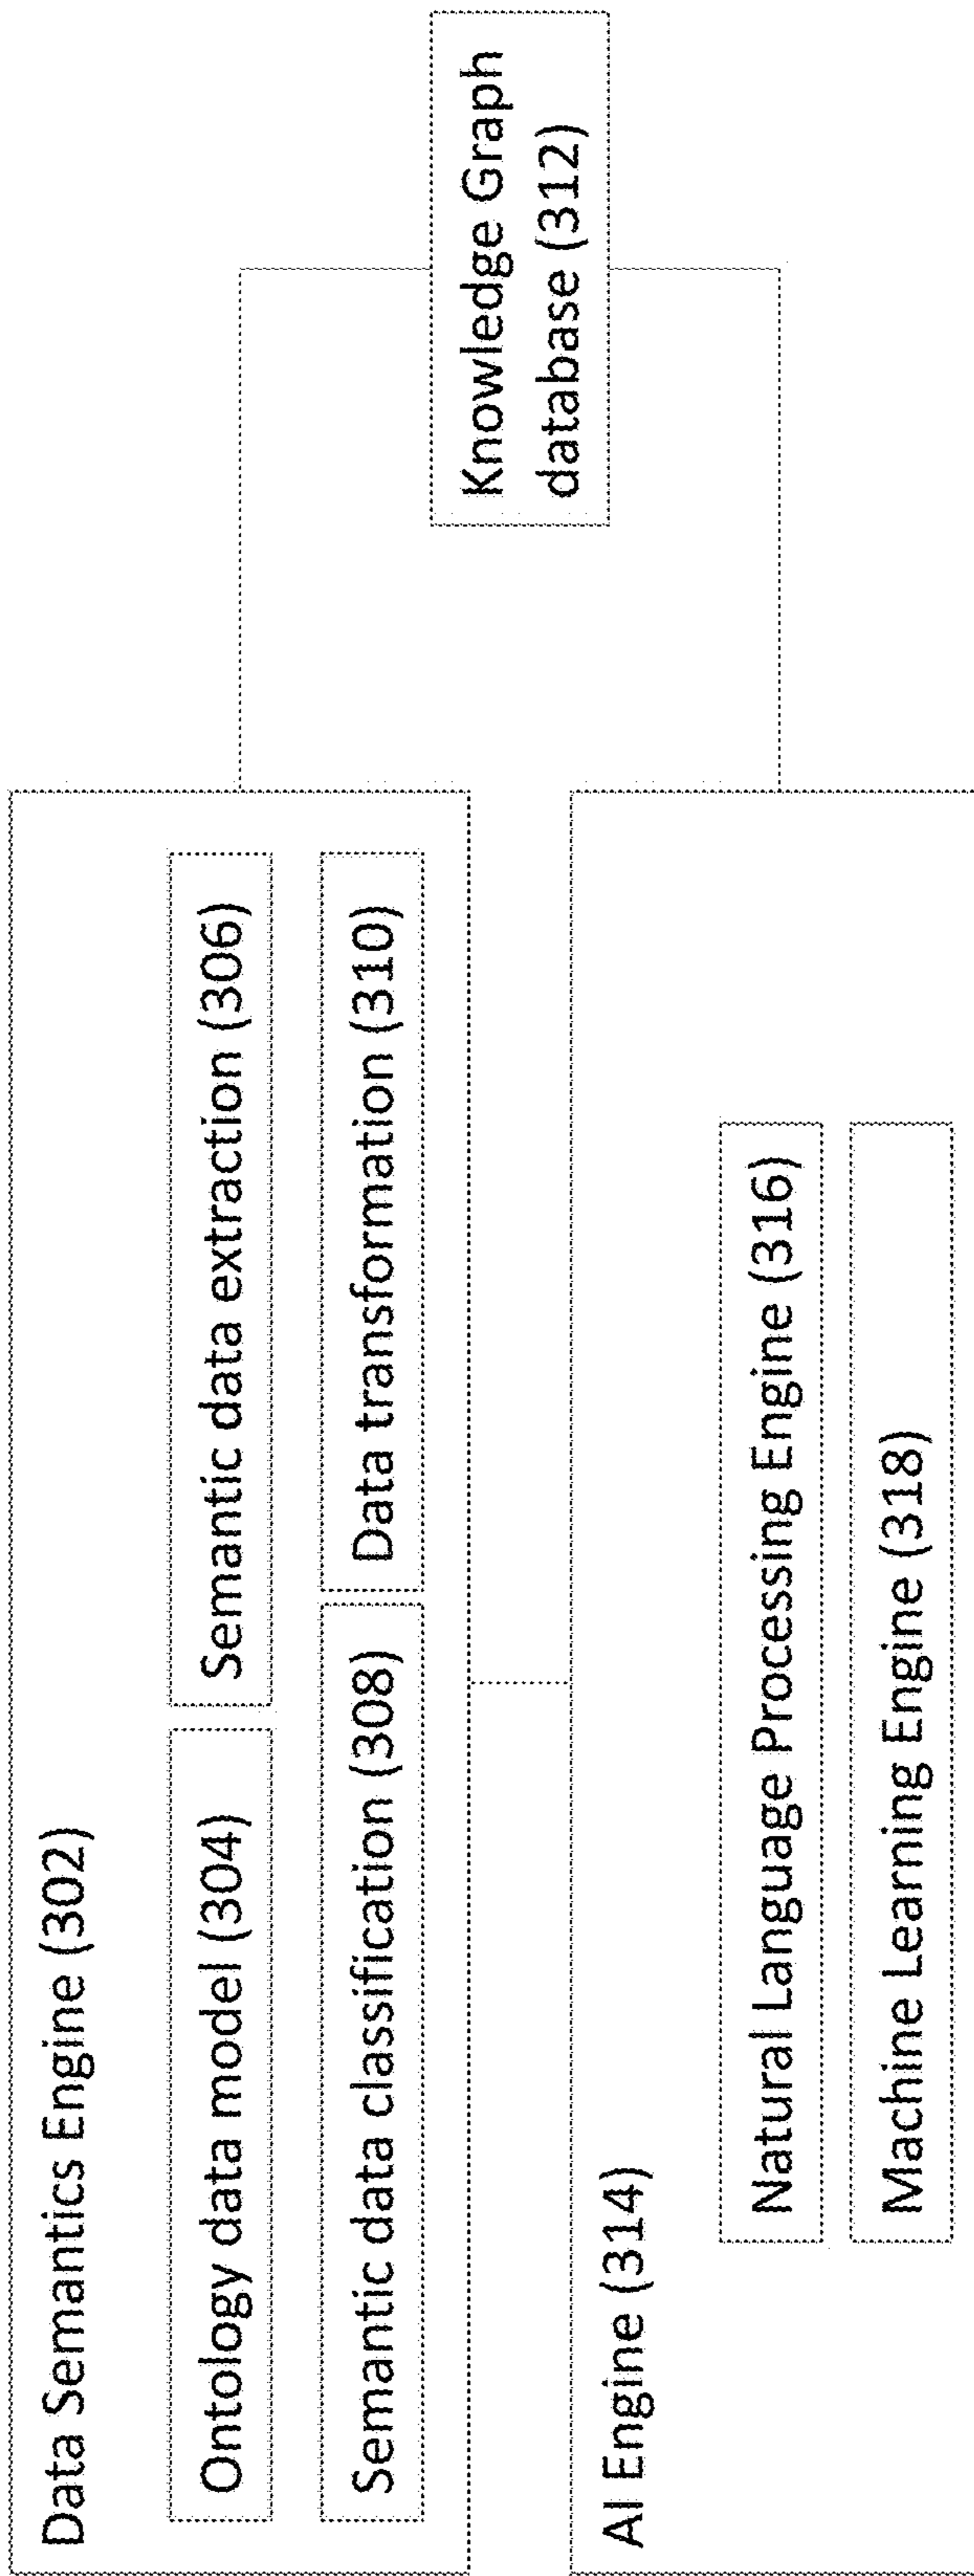 Data Semantics Engine (302)
Ontology data model (304)
Semantic data extraction (306)
Semantic data classification (308)
Data transformation (310)
Knowledge Graph
database (312)
AI Engine (314)
Natural Language Processing Engine (316)
Machine Learning Engine (318)